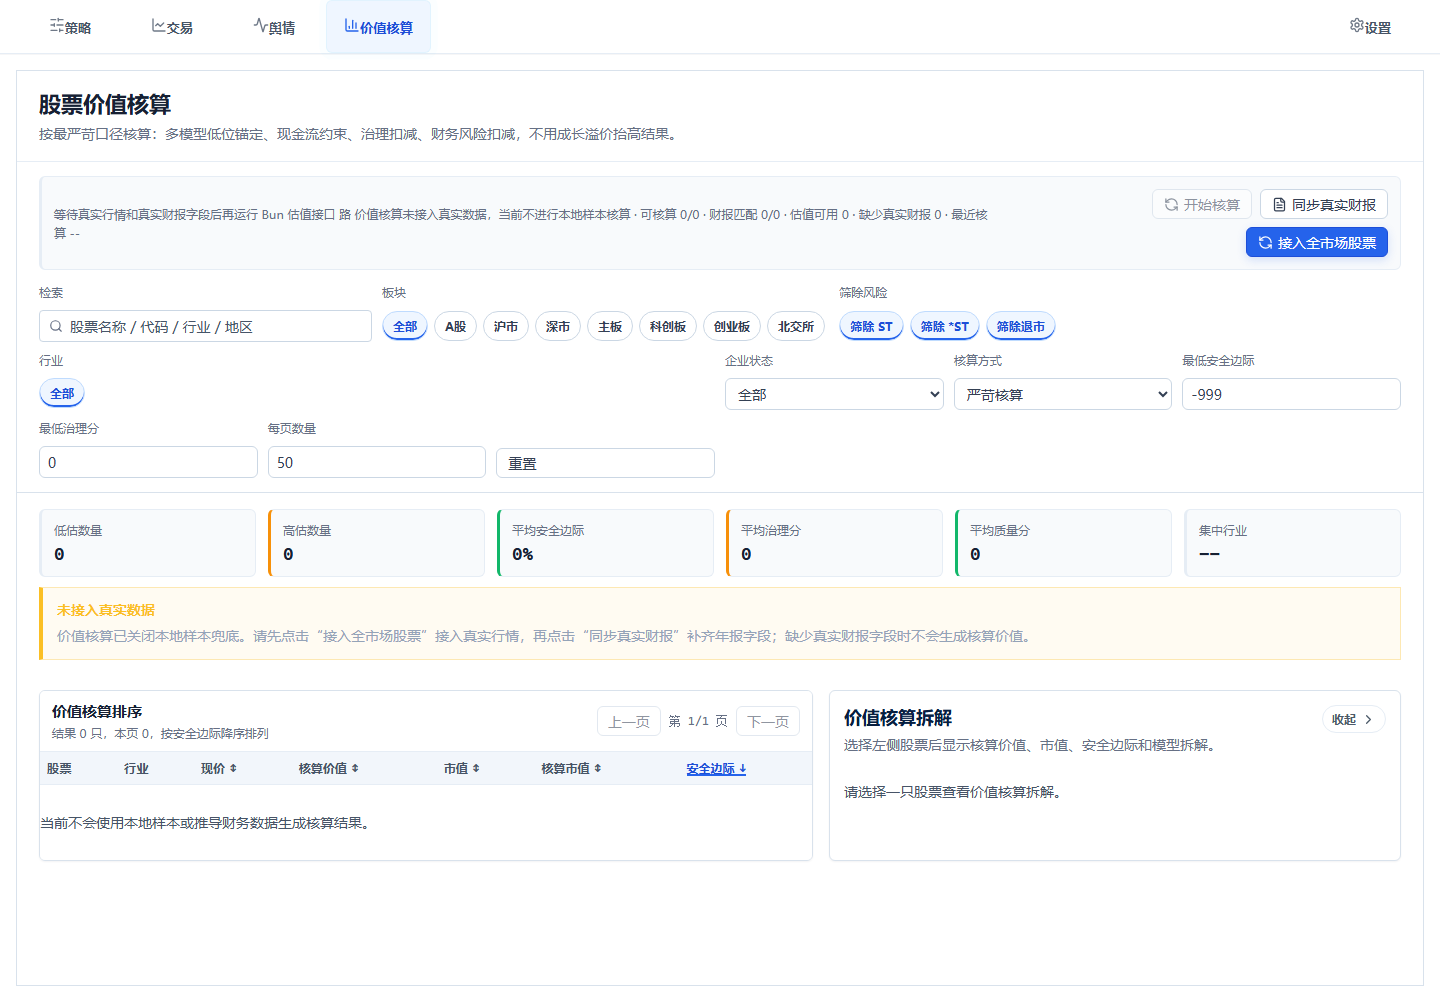 策略
交易
舆情
价值核算
设置
股票价值核算
按最严苛口径核算：多模型低位锚定、现金流约束、治理扣减、财务风险扣减，不用成长溢价抬高结果。
等待真实行情和真实财报字段后再运行 Bun 估值接口 路 价值核算未接入真实数据，当前不进行本地样本核算 · 可核算 0/0 · 财报匹配 0/0 · 估值可用 0 · 缺少真实财报 0 · 最近核
算 --
开始核算
同步真实财报
接入全市场股票
检索
板块
筛除风险
股票名称 / 代码 / 行业 / 地区
全部
A股
沪市
深市
主板
科创板
创业板
北交所
筛除 ST
筛除 *ST
筛除退市
行业
企业状态
核算方式
最低安全边际
全部
全部
严苛核算
-999
最低治理分
每页数量
0
50
重置
低估数量
0
高估数量
0
平均安全边际
0%
平均治理分
0
平均质量分
0
集中行业
--
未接入真实数据
价值核算已关闭本地样本兜底。请先点击“接入全市场股票”接入真实行情，再点击“同步真实财报”补齐年报字段；缺少真实财报字段时不会生成核算价值。
价值核算排序
结果 0 只，本页 0，按安全边际降序排列
上一页
第 1/1 页
下一页
股票
行业
现价 ↕
核算价值 ↕
市值 ↕
核算市值 ↕
安全边际 ↓
当前不会使用本地样本或推导财务数据生成核算结果。
价值核算拆解
收起
选择左侧股票后显示核算价值、市值、安全边际和模型拆解。
请选择一只股票查看价值核算拆解。